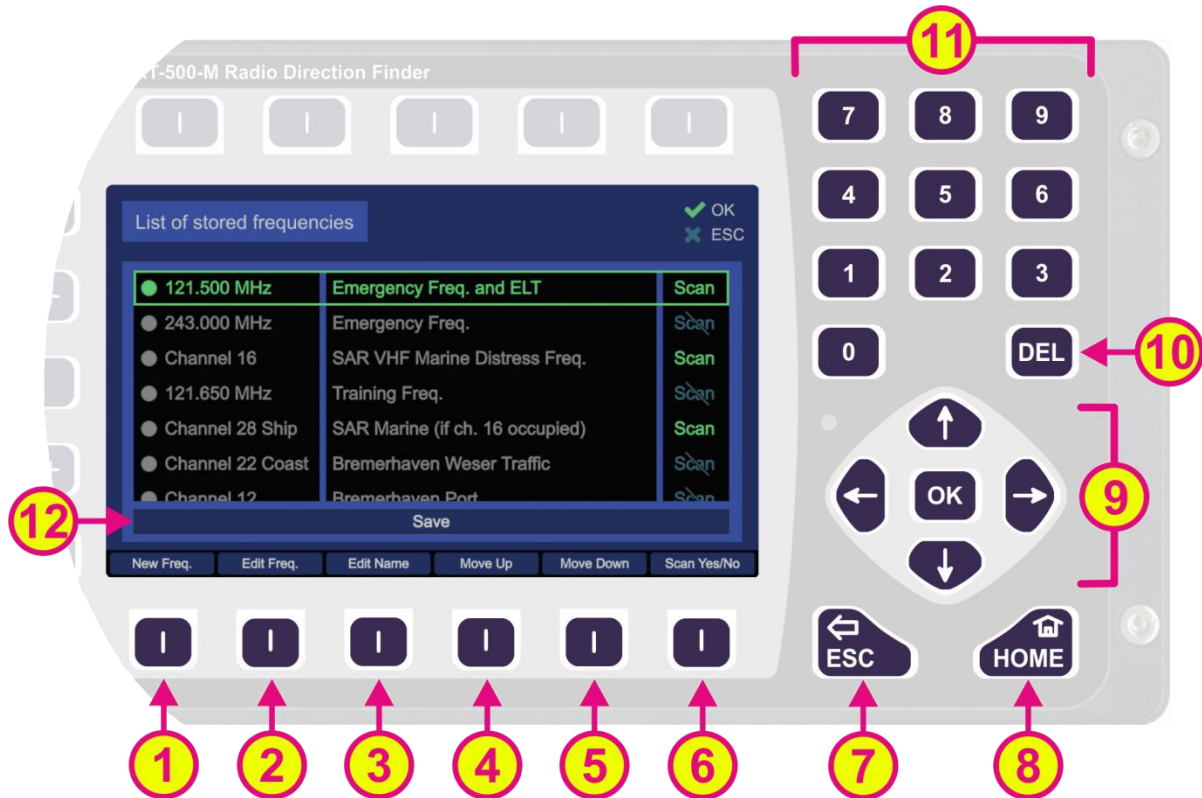 11
RT-500-M Radio Direction Finder
7 8 9
4 5 6
1 2 3
0 DEL
10
List of stored frequencies
OK
ESC
121.500 MHz Emergency Freq. and ELT Scan
243.000 MHz Emergency Freq. Scan
Channel 16 SAR VHF Marine Distress Freq. Scan
121.650 MHz Training Freq. Scan
Channel 28 Ship SAR Marine (if ch. 16 occupied) Scan
Channel 22 Coast Bremerhaven Weser Traffic Scan
Channel 12 Bremerhaven Port Scan
12
Save
New Freq. Edit Freq. Edit Name Move Up Move Down Scan Yes/No
OK
9
ESC
HOME
1 2 3 4 5 6 7 8